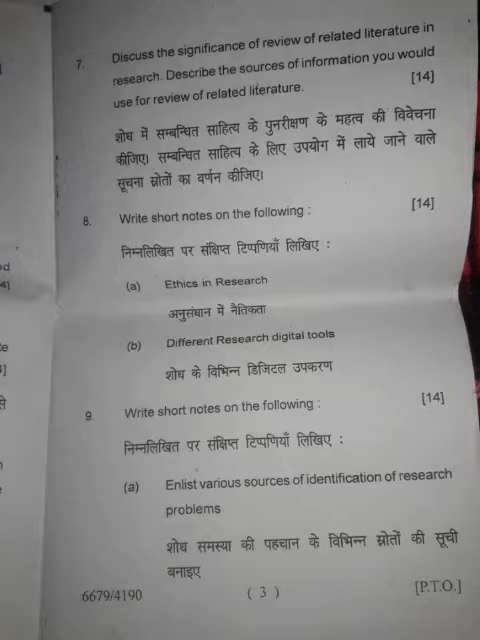 7. Discuss the significance of review of related literature in
research. Describe the sources of information you would
use for review of related literature. [14]
शोध में सम्बन्धित साहित्य के पुनरीक्षण के महत्व की विवेचना
कीजिए। सम्बन्धित साहित्य के लिए उपयोग में लाये जाने वाले
सूचना स्रोतों का वर्णन कीजिए।
8. Write short notes on the following : [14]
निम्नलिखित पर संक्षिप्त टिप्पणियाँ लिखिए :
(a) Ethics in Research
अनुसंधान में नैतिकता
(b) Different Research digital tools
शोध के विभिन्न डिजिटल उपकरण
9. Write short notes on the following : [14]
निम्नलिखित पर संक्षिप्त टिप्पणियाँ लिखिए :
(a) Enlist various sources of identification of research
problems
शोध समस्या की पहचान के विभिन्न स्रोतों की सूची
बनाइए
6679/4190 ( 3 ) [P.T.O.]